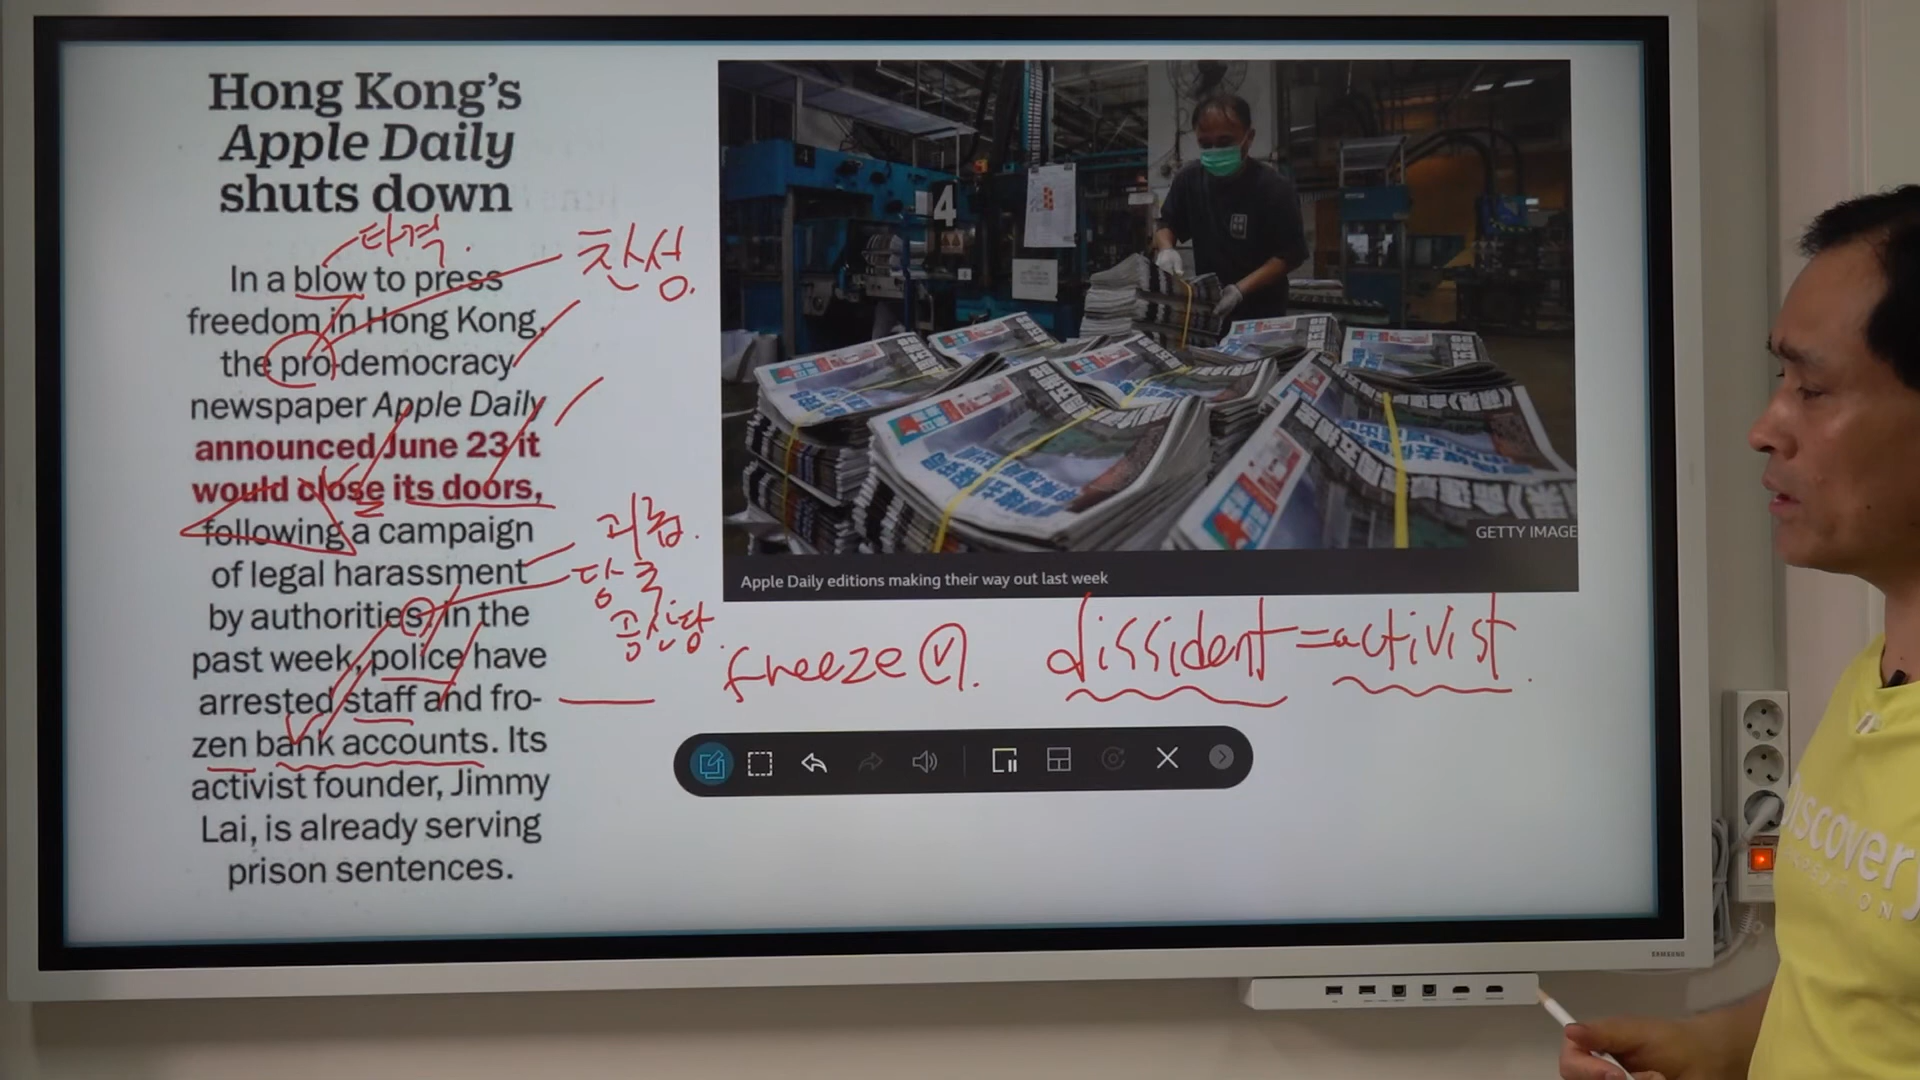 Hong Kong's
Apple Daily
shuts down
타격.
찬성.
In a blow to press
freedom in Hong Kong,
the pro-democracy
newspaper Apple Daily
announced June 23 it
would close its doors,
following a campaign
of legal harassment
by authorities. In the
past week, police have
arrested staff and fro-
zen bank accounts. Its
activist founder, Jimmy
Lai, is already serving
prison sentences.
괴롭.
당국
공산당.
4
GETTY IMAGE
Apple Daily editions making their way out last week
freeze ⓥ. dissident = activist.
SAMSUNG
Discovery